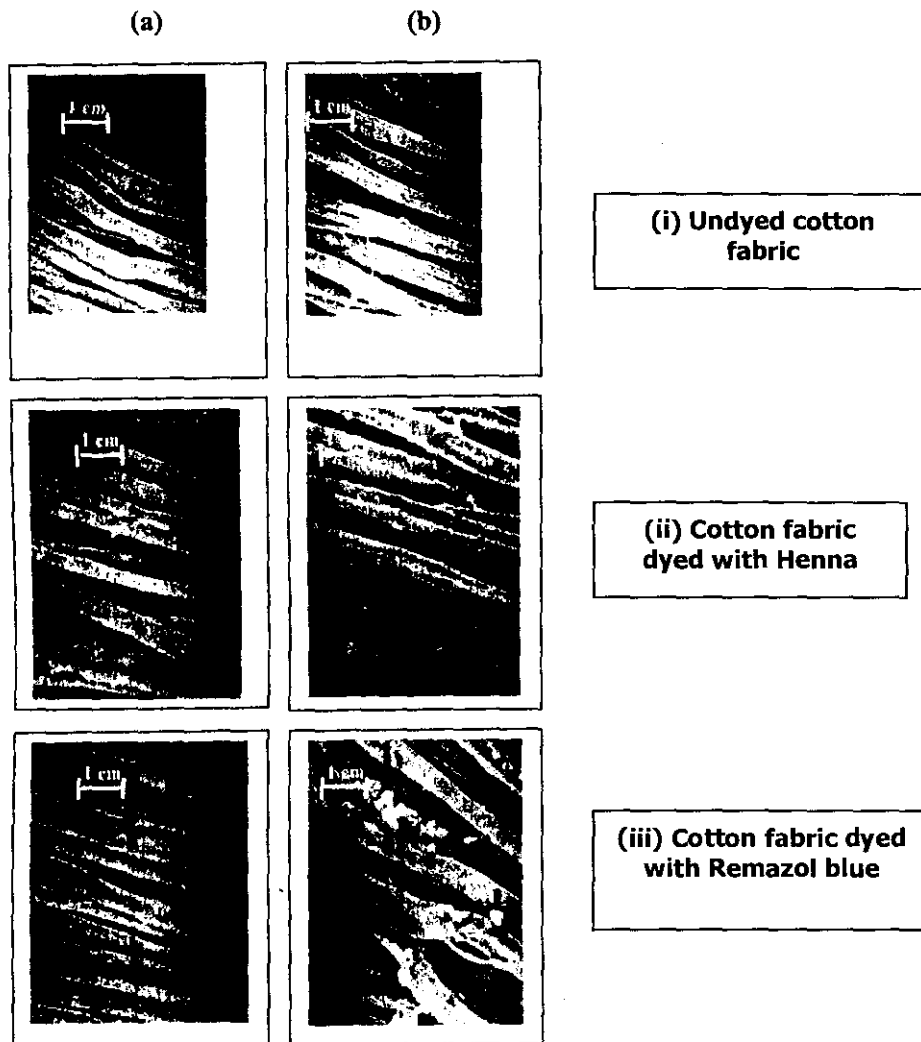 (a)
(b)
1 cm
1 cm
(i) Undyed cotton
fabric
1 cm
(ii) Cotton fabric
dyed with Henna
1 cm
(iii) Cotton fabric dyed
with Remazol blue